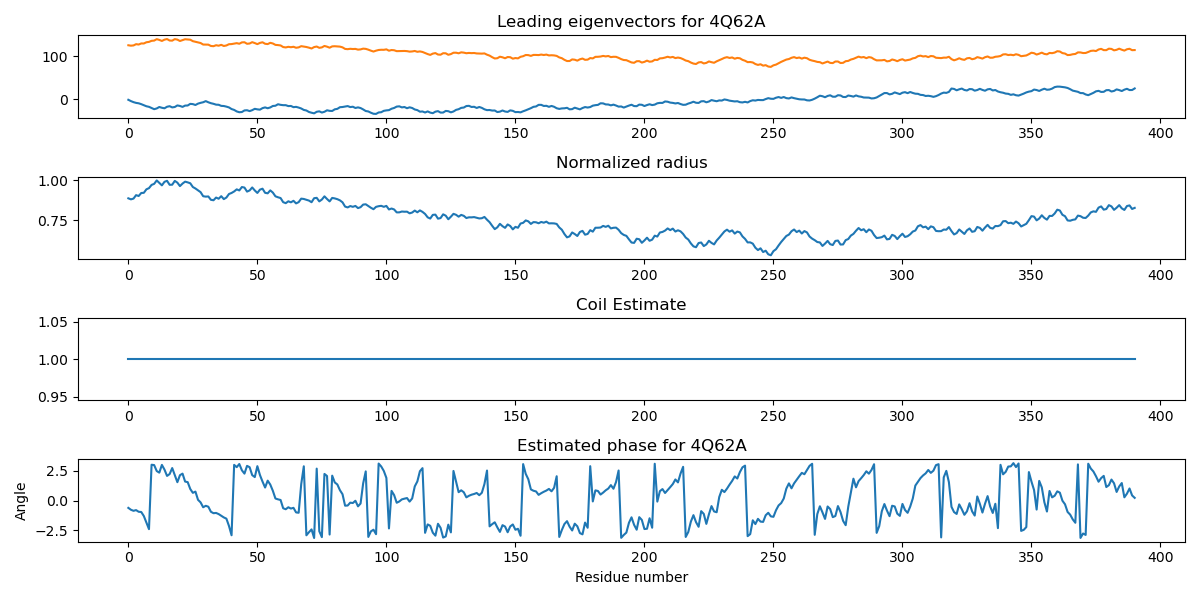 Leading eigenvectors for 4Q62A
100
0
0 50 100 150 200 250 300 350 400
Normalized radius
1.00
0.75
0 50 100 150 200 250 300 350 400
Coil Estimate
1.05
1.00
0.95
0 50 100 150 200 250 300 350 400
Estimated phase for 4Q62A
Angle
2.5
0.0
−2.5
0 50 100 150 200 250 300 350 400
Residue number